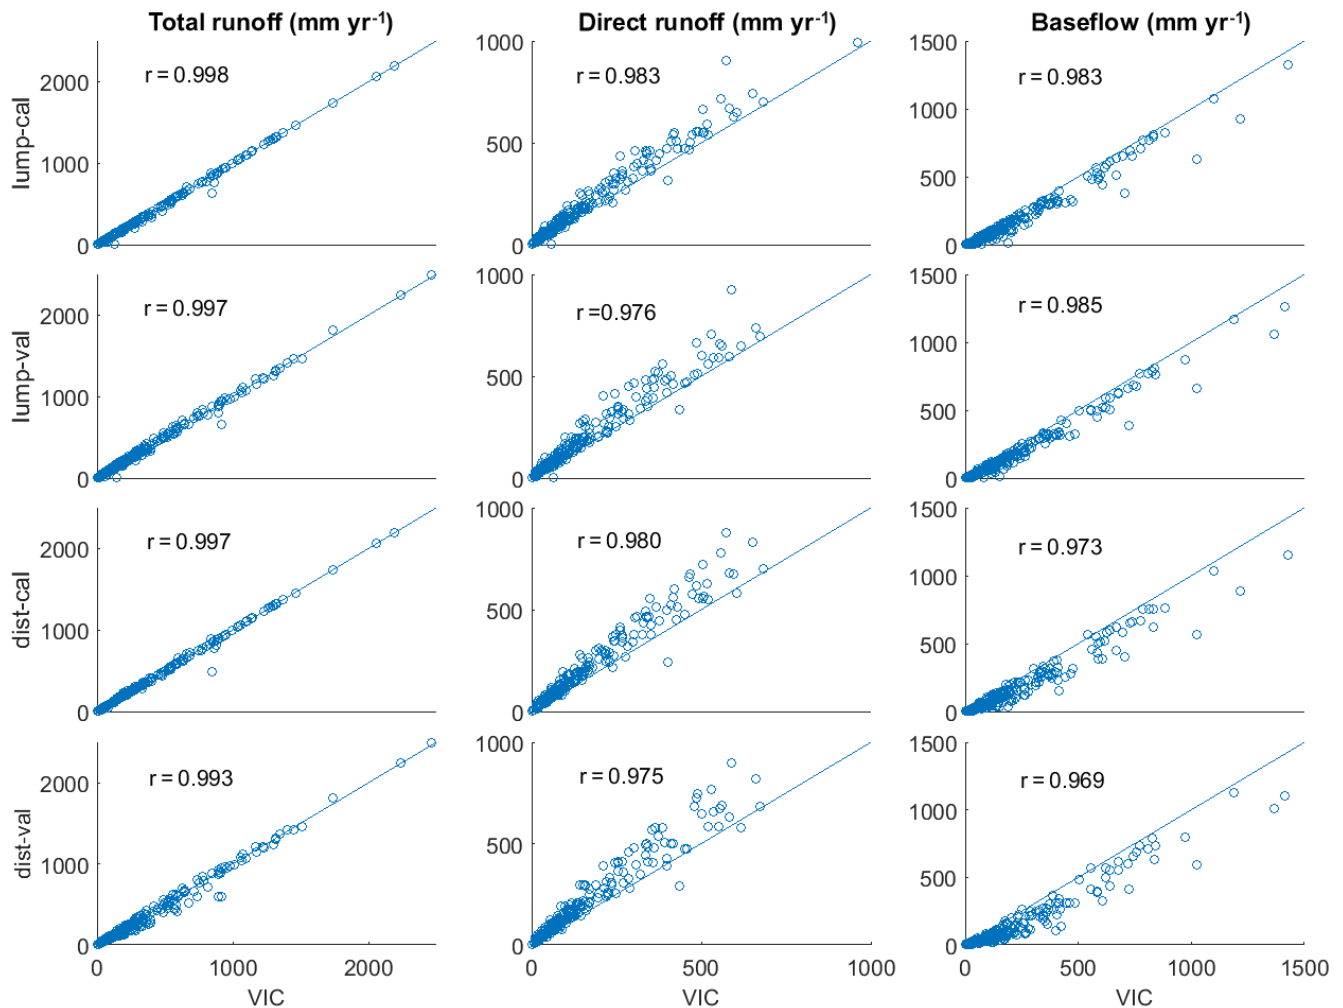 Total runoff (mm yr-1)
Direct runoff (mm yr-1)
Baseflow (mm yr-1)
lump-cal
2000
1000
0
r = 0.998
1000
500
0
r = 0.983
1500
1000
500
0
r = 0.983
lump-val
2000
1000
0
r = 0.997
1000
500
0
r =0.976
1500
1000
500
0
r = 0.985
dist-cal
2000
1000
0
r = 0.997
1000
500
0
r = 0.980
1500
1000
500
0
r = 0.973
dist-val
2000
1000
0
r = 0.993
1000
500
0
r = 0.975
1500
1000
500
0
r = 0.969
0 1000 2000
0 500 1000
0 500 1000 1500
VIC
VIC
VIC